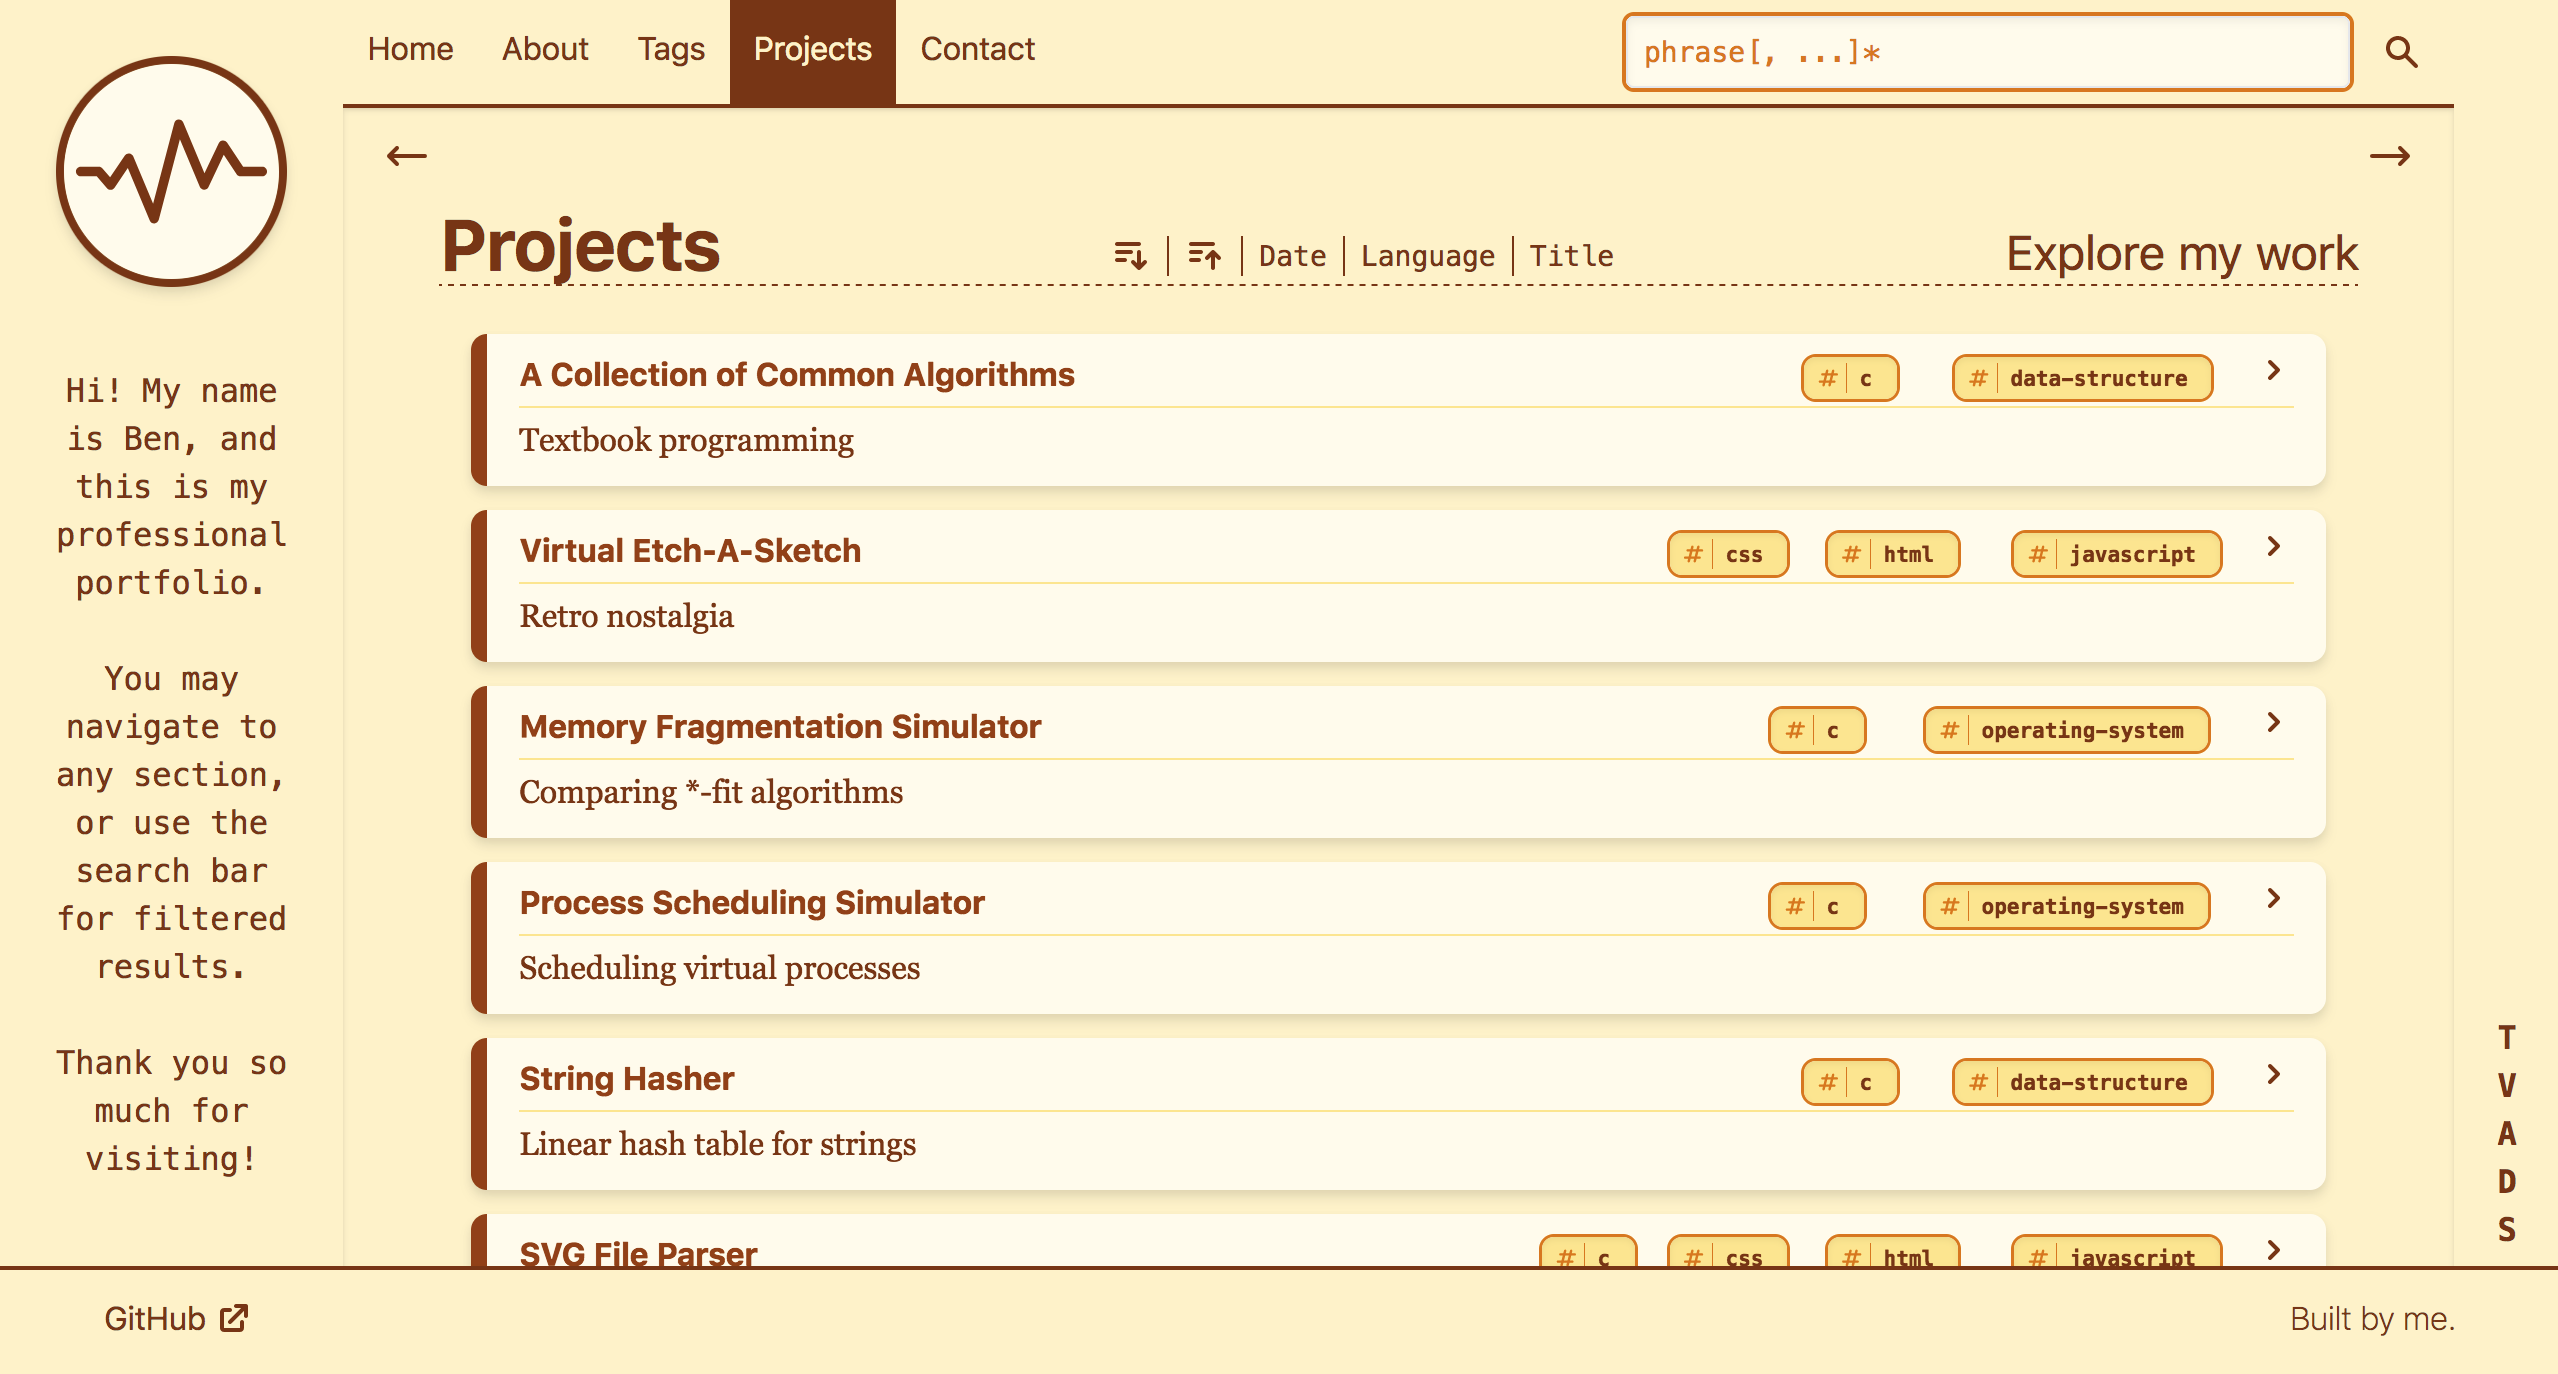 Home About Tags Projects Contact
phrase[, ...]*
Hi! My name
is Ben, and
this is my
professional
portfolio.
You may
navigate to
any section,
or use the
search bar
for filtered
results.
Thank you so
much for
visiting!
Projects
Date | Language | Title
Explore my work
A Collection of Common Algorithms
# c
# data-structure
Textbook programming
Virtual Etch-A-Sketch
# css
# html
# javascript
Retro nostalgia
Memory Fragmentation Simulator
# c
# operating-system
Comparing *-fit algorithms
Process Scheduling Simulator
# c
# operating-system
Scheduling virtual processes
String Hasher
# c
# data-structure
Linear hash table for strings
SVG File Parser
# c
# css
# html
# javascript
T
V
A
D
S
GitHub
Built by me.